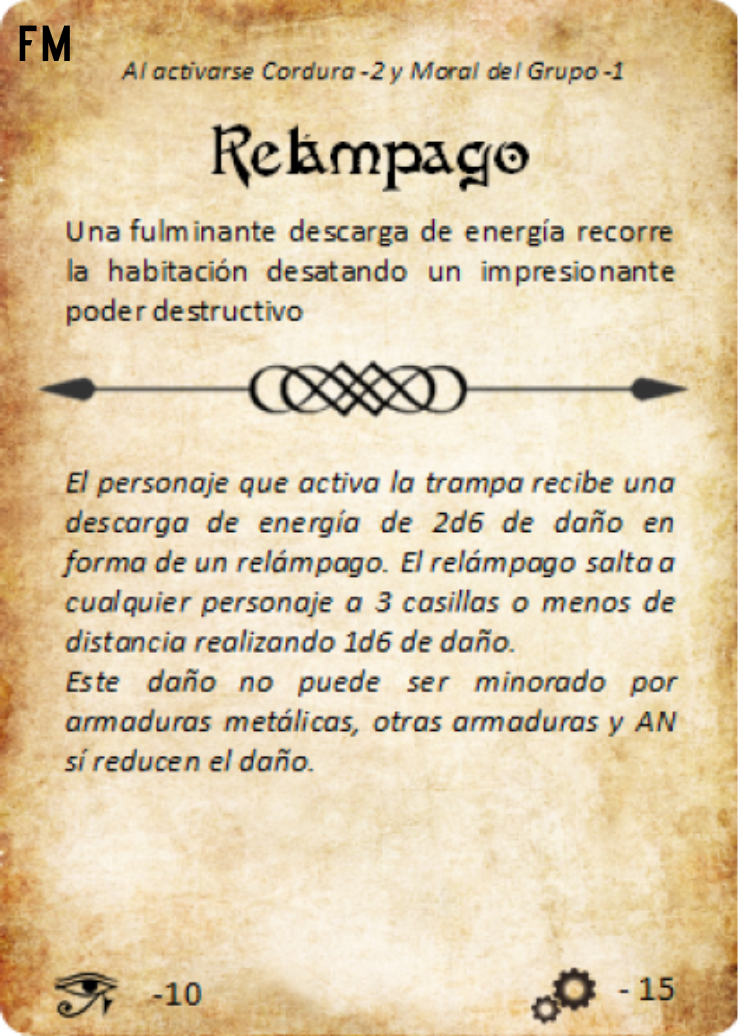 FM
Al activarse Cordura -2 y Moral del Grupo -1
Relámpago
Una fulminante descarga de energía recorre
la habitación desatando un impresionante
poder destructivo
El personaje que activa la trampa recibe una
descarga de energía de 2d6 de daño en
forma de un relámpago. El relámpago salta a
cualquier personaje a 3 casillas o menos de
distancia realizando 1d6 de daño.
Este daño no puede ser minorado por
armaduras metálicas, otras armaduras y AN
sí reducen el daño.
-10
- 15